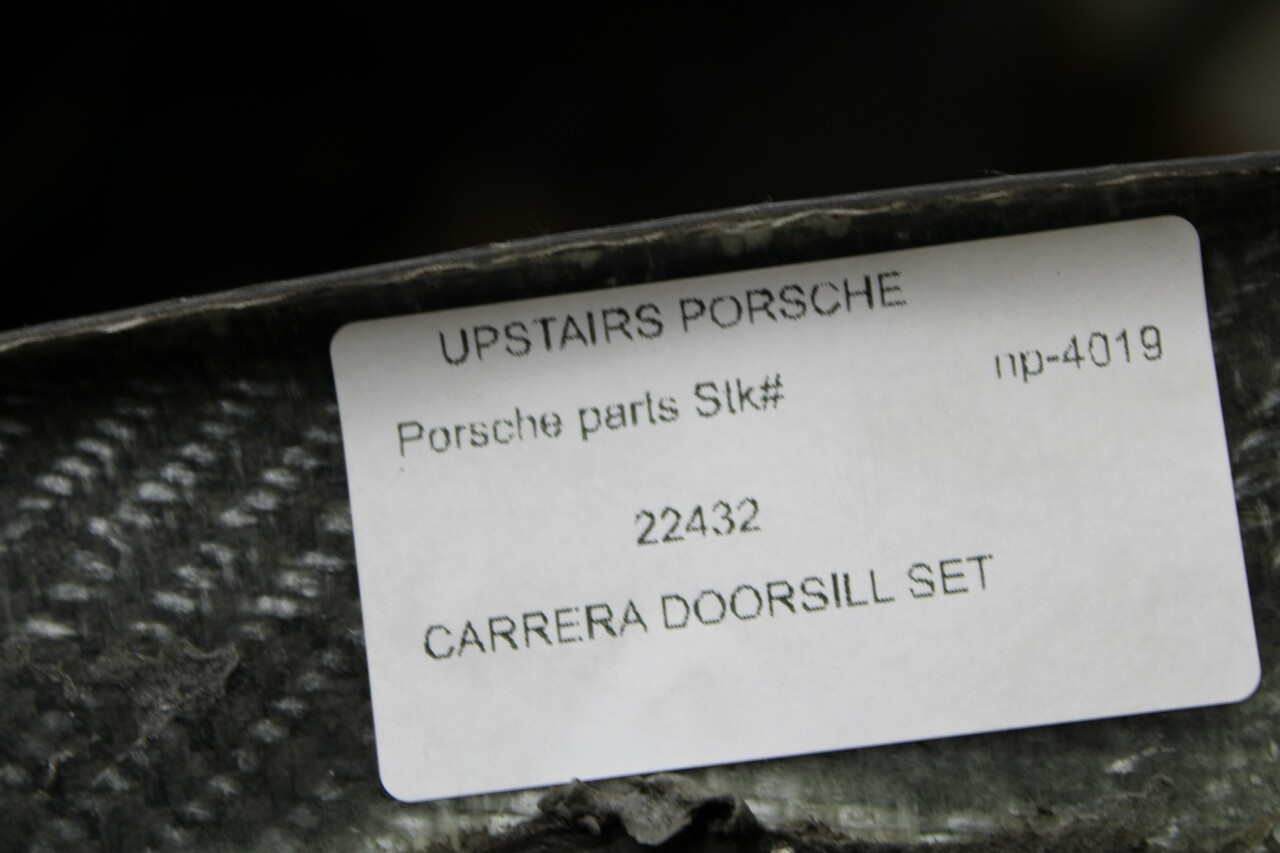 UPSTAIRS PORSCHE
Porsche parts Stk# np-4019
22432
CARRERA DOORSILL SET